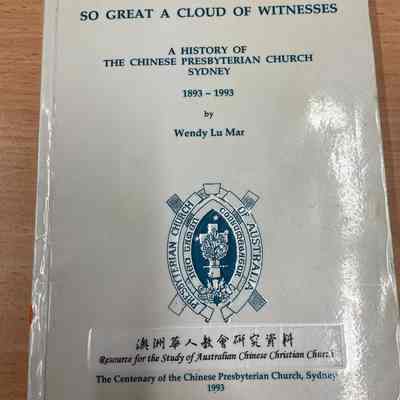 SO GREAT A CLOUD OF WITNESSES
A HISTORY OF
THE CHINESE PRESBYTERIAN CHURCH
SYDNEY
1893 – 1993
by
Wendy Lu Mar
PRESBYTERIAN CHURCH OF AUSTRALIA
澳洲華人教會研究資料
Resource for the Study of Australian Chinese Christian Church
The Centenary of the Chinese Presbyterian Church, Sydney
1993